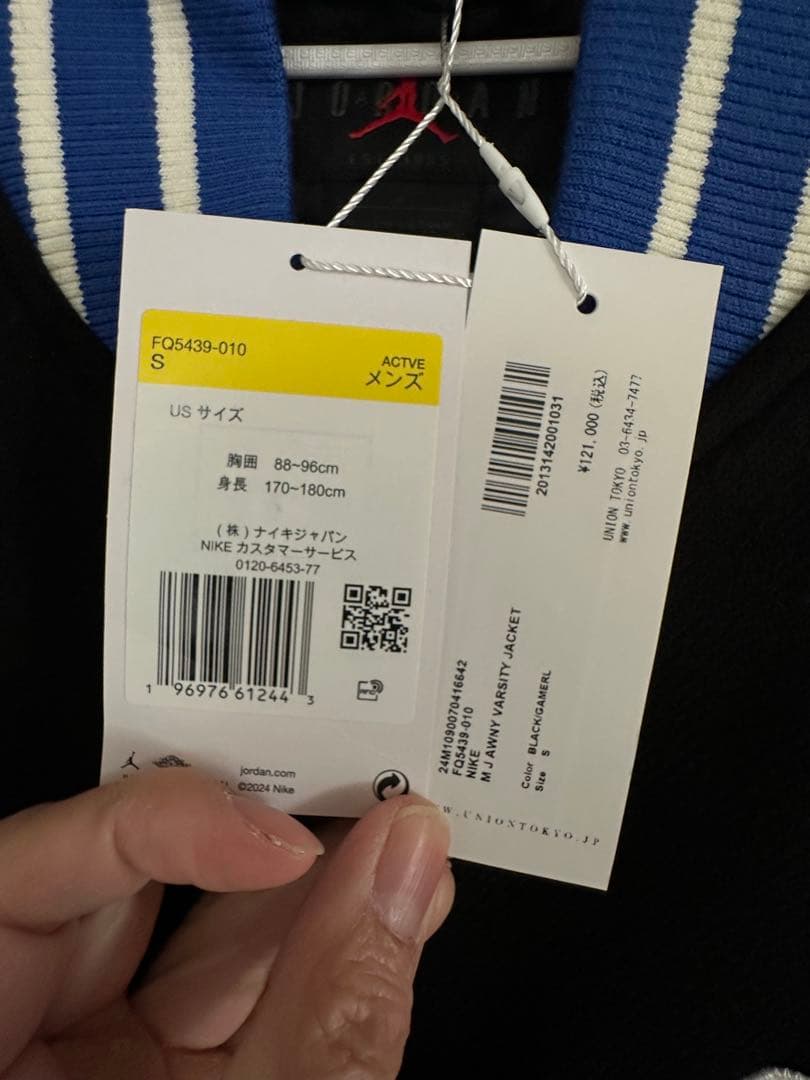 JORDAN
FQ5439-010
S
ACTVE
メンズ
US サイズ
胸囲 88~96cm
身長 170~180cm
(株)ナイキジャパン
NIKE カスタマーサービス
0120-6453-77
1 96976 61244 3
jordan.com
©2024 Nike
2013142001031
¥121,000(税込)
UNION TOKYO 03-6434-7477
www.uniontokyo.jp
24M1090070416642
FQ5439-010
NIKE
M J AWNY VARSITY JACKET
Color BLACK/GAMERL
Size S
WW.UNIONTOKYO.JP